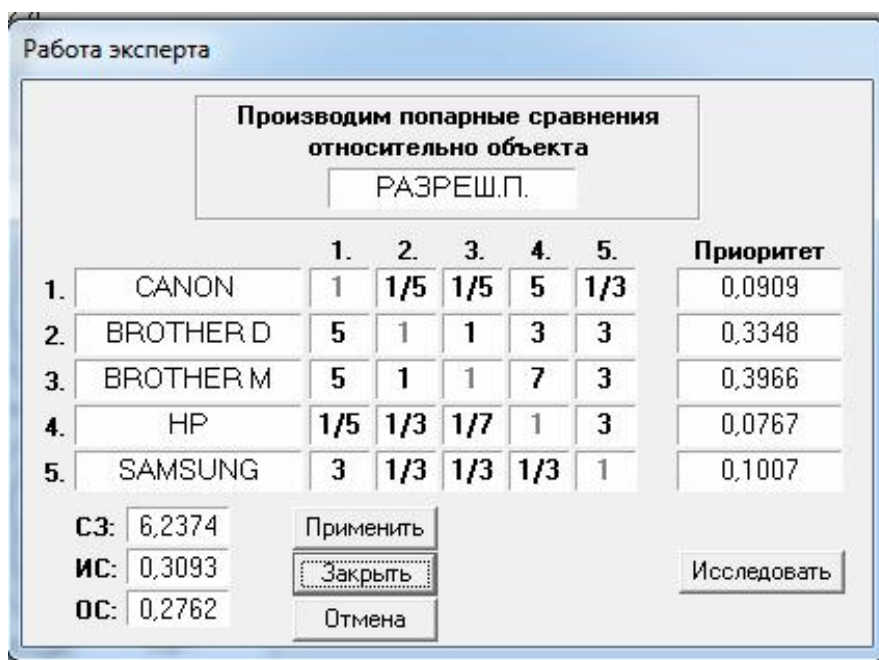 Работа эксперта
Производим попарные сравнения
относительно объекта
РАЗРЕШ.П.
1. 2. 3. 4. 5. Приоритет
1. CANON 1 1/5 1/5 5 1/3 0,0909
2. BROTHER D 5 1 1 3 3 0,3348
3. BROTHER M 5 1 1 7 3 0,3966
4. HP 1/5 1/3 1/7 1 3 0,0767
5. SAMSUNG 3 1/3 1/3 1/3 1 0,1007
СЗ: 6,2374 Применить
ИС: 0,3093 Закрыть Исследовать
ОС: 0,2762 Отмена